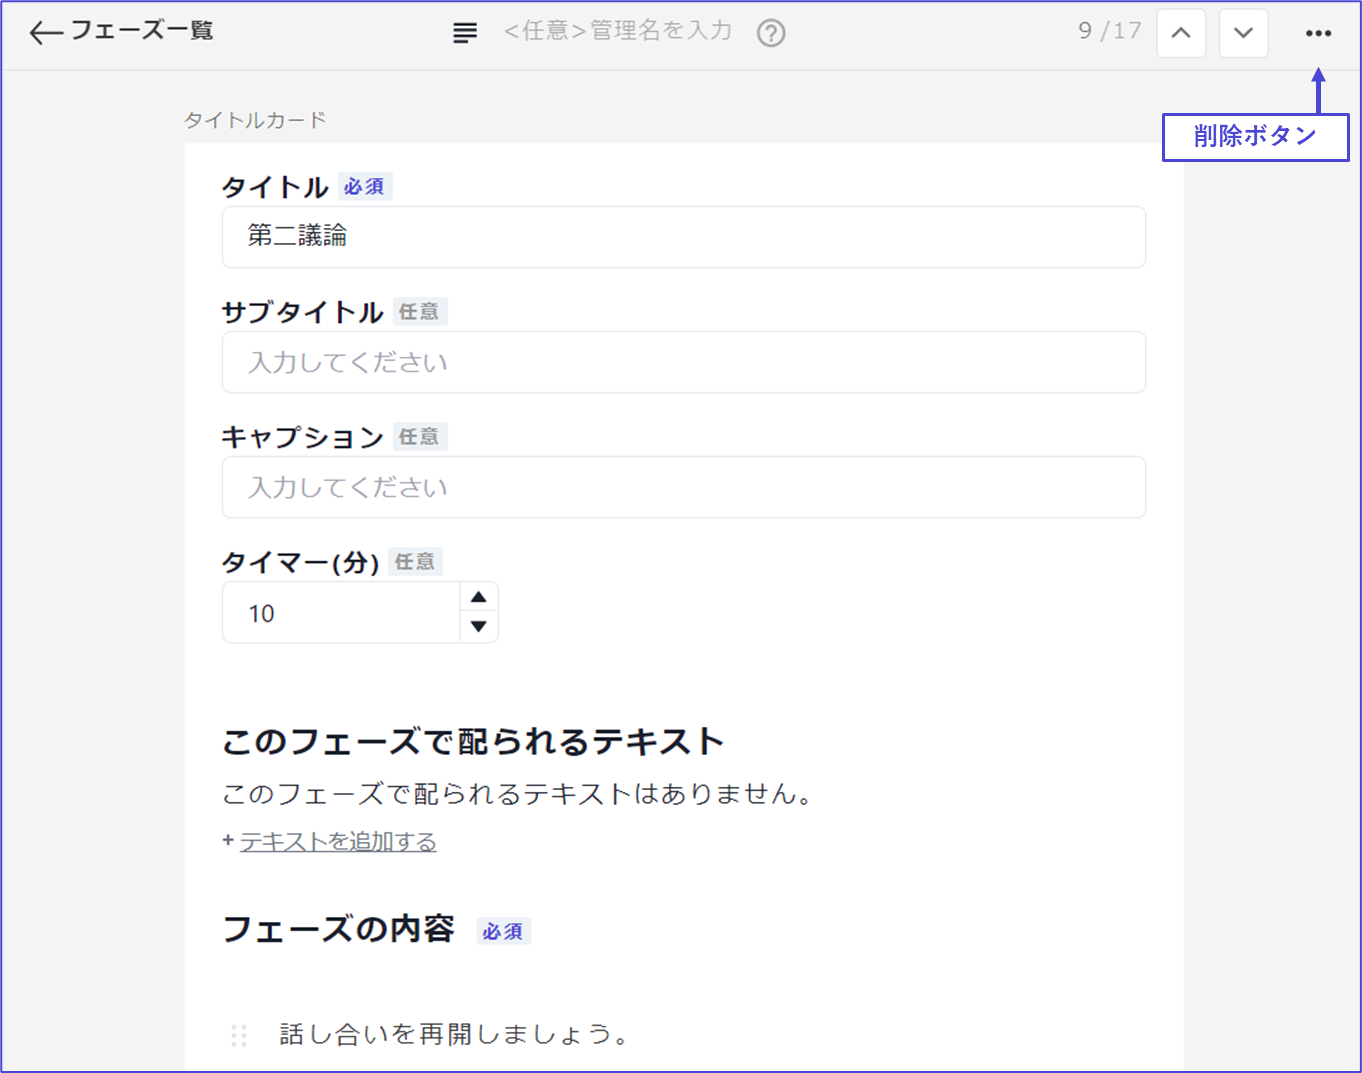 フェーズ一覧
<任意>管理名を入力
9 /17
削除ボタン
タイトルカード
タイトル 必須
第二議論
サブタイトル 任意
入力してください
キャプション 任意
入力してください
タイマー(分) 任意
10
このフェーズで配られるテキスト
このフェーズで配られるテキストはありません。
+ テキストを追加する
フェーズの内容 必須
話し合いを再開しましょう。